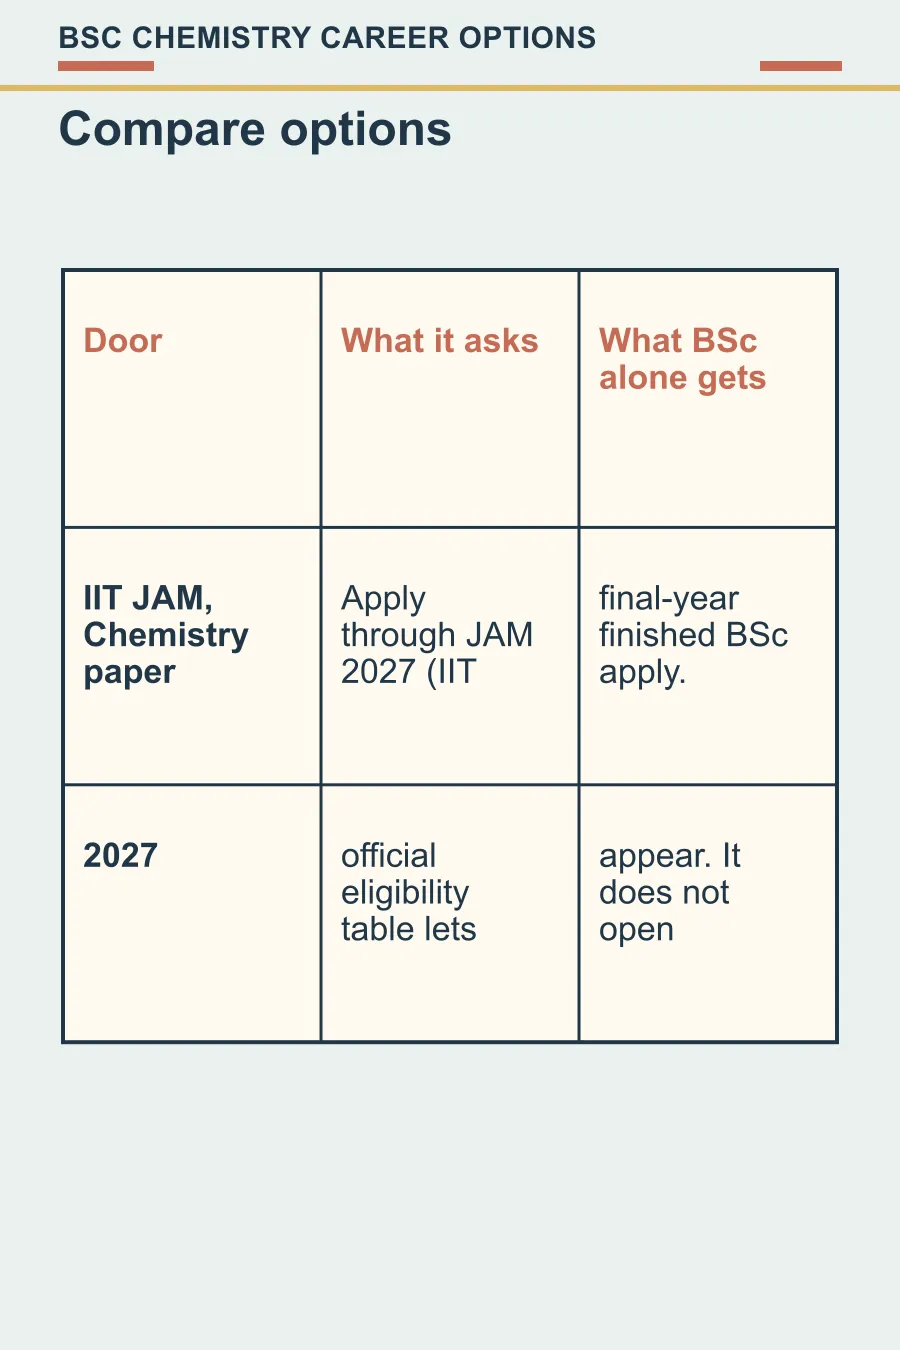 BSC CHEMISTRY CAREER OPTIONS
Compare options
Door
What it asks
What BSc
alone gets
IIT JAM,
Chemistry
paper
Apply
through JAM
2027 (IIT
final-year
finished BSc
apply.
2027
official
eligibility
table lets
appear. It
does not
open